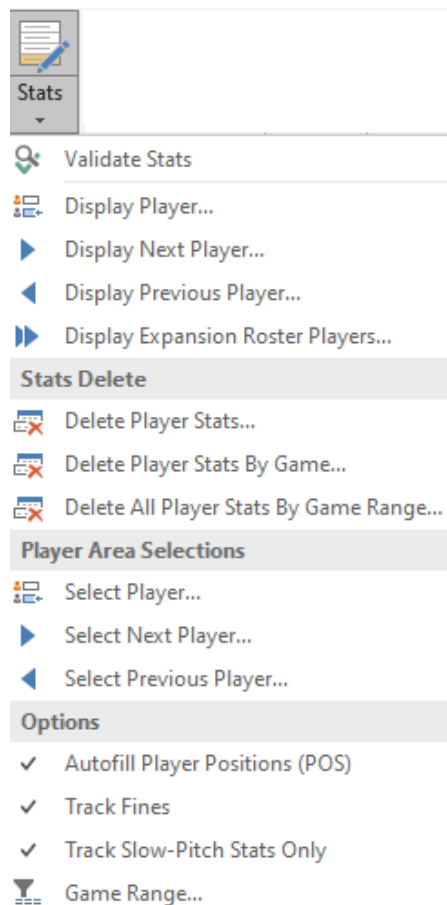 Stats
Validate Stats
Display Player...
Display Next Player...
Display Previous Player...
Display Expansion Roster Players...
Stats Delete
Delete Player Stats...
Delete Player Stats By Game...
Delete All Player Stats By Game Range...
Player Area Selections
Select Player...
Select Next Player...
Select Previous Player...
Options
Autofill Player Positions (POS)
Track Fines
Track Slow-Pitch Stats Only
Game Range...